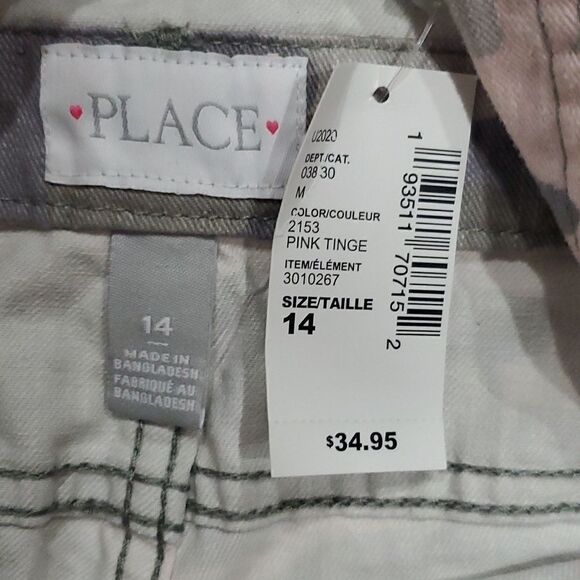 PLACE
14
MADE IN
BANGLADESH
FABRIQUÉ AU
BANGLADESH
U2020
DEPT./CAT.
038 30
M
COLOR/COULEUR
2153
PINK TINGE
ITEM/ÉLÉMENT
3010267
SIZE/TAILLE
14
$34.95
1 93511 70715 2